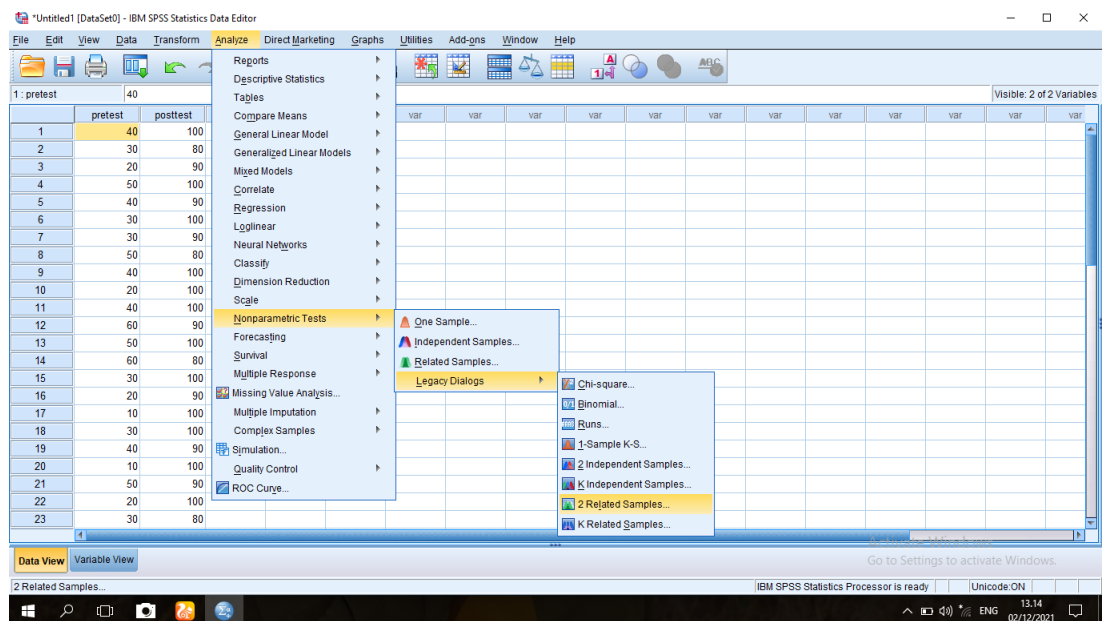 *Untitled1 [DataSet0] - IBM SPSS Statistics Data Editor
File Edit View Data Transform Analyze Direct Marketing Graphs Utilities Add-ons Window Help
1 : pretest 40 Visible: 2 of 2 Variables
pretest posttest var var var var var var var var var var var var
1 40 100
2 30 80
3 20 90
4 50 100
5 40 90
6 30 100
7 30 90
8 50 80
9 40 100
10 20 100
11 40 100
12 60 90
13 50 100
14 60 80
15 30 100
16 20 90
17 10 100
18 30 100
19 40 90
20 10 100
21 50 90
22 20 100
23 30 80
Reports
Descriptive Statistics
Tables
Compare Means
General Linear Model
Generalized Linear Models
Mixed Models
Correlate
Regression
Loglinear
Neural Networks
Classify
Dimension Reduction
Scale
Nonparametric Tests
Forecasting
Survival
Multiple Response
Missing Value Analysis...
Multiple Imputation
Complex Samples
Simulation...
Quality Control
ROC Curve...
One Sample...
Independent Samples...
Related Samples...
Legacy Dialogs
Chi-square...
Binomial...
Runs...
1-Sample K-S...
2 Independent Samples...
K Independent Samples...
2 Related Samples...
K Related Samples...
Data View Variable View
Go to Settings to activate Windows.
2 Related Samples... IBM SPSS Statistics Processor is ready Unicode:ON
ENG 13.14
02/12/2021